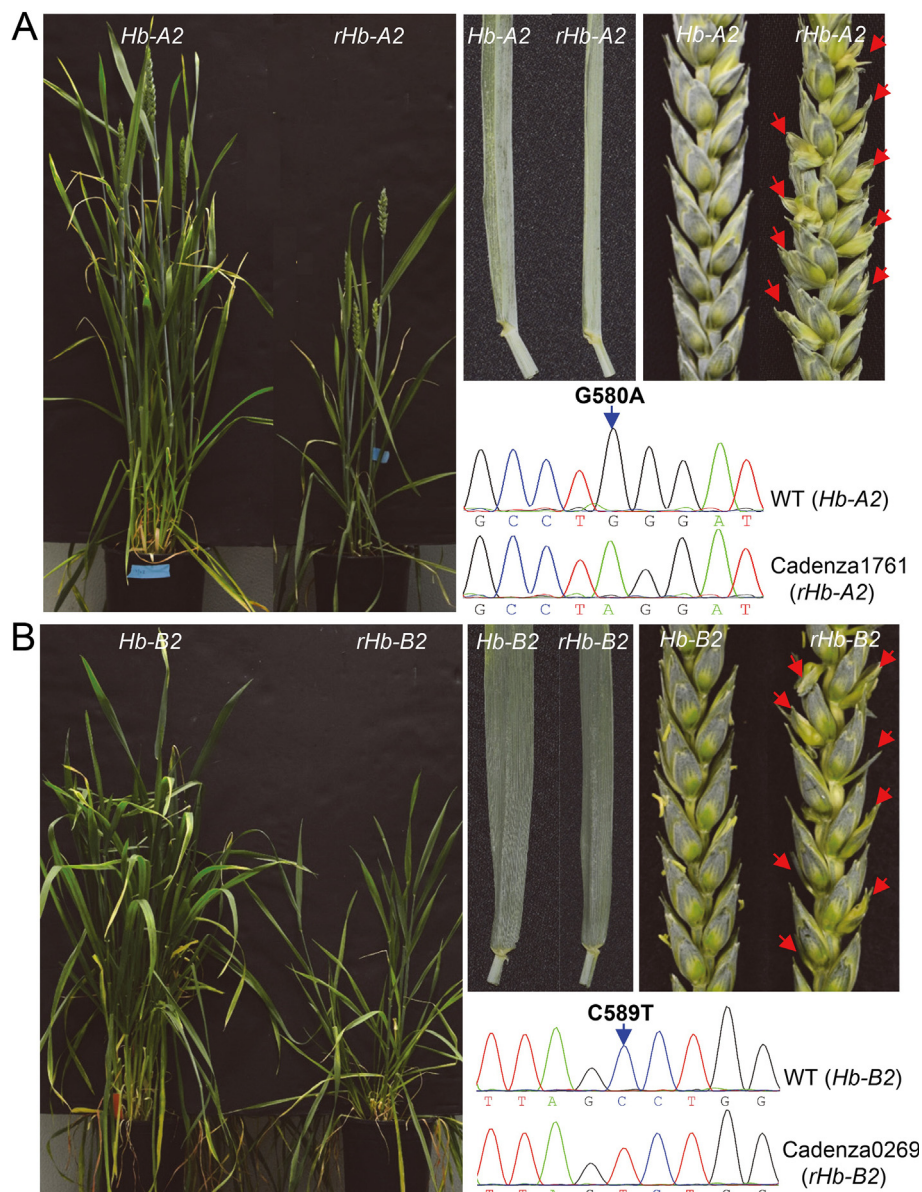 A
Hb-A2 rHb-A2
Hb-A2 rHb-A2
Hb-A2 rHb-A2
G580A
G C C T G G G A T
WT (Hb-A2)
G C C T A G G A T
Cadenza1761
(rHb-A2)
B
Hb-B2 rHb-B2
Hb-B2 rHb-B2
Hb-B2 rHb-B2
C589T
T T A G C C T G G
WT (Hb-B2)
Cadenza0269
(rHb-B2)
T T A G T C T G G